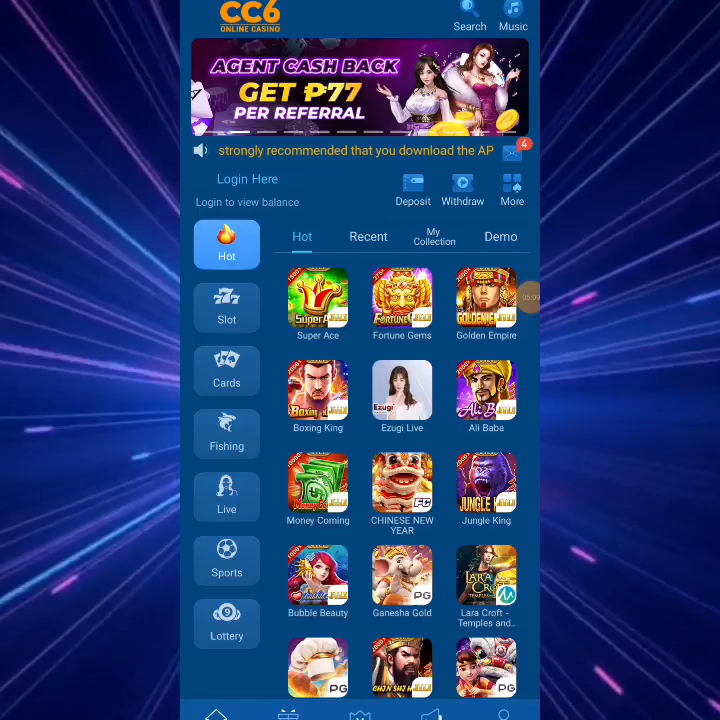 CC6
ONLINE CASINO
Search
Music
AGENT CASH BACK
GET ₱77
PER REFERRAL
strongly recommended that you download the AP
4
Login Here
Login to view balance
Deposit
Withdraw
More
Hot
Slot
Cards
Fishing
Live
Sports
9
Lottery
Hot
Recent
My
Collection
Demo
Super Ace
Fortune Gems
Golden Empire
Ezugi
Boxing King
Ezugi Live
Ali Baba
FC
Money Coming
CHINESE NEW
YEAR
Jungle King
PG
Bubble Beauty
Ganesha Gold
Lara Croft -
Temples and..
PG
PG